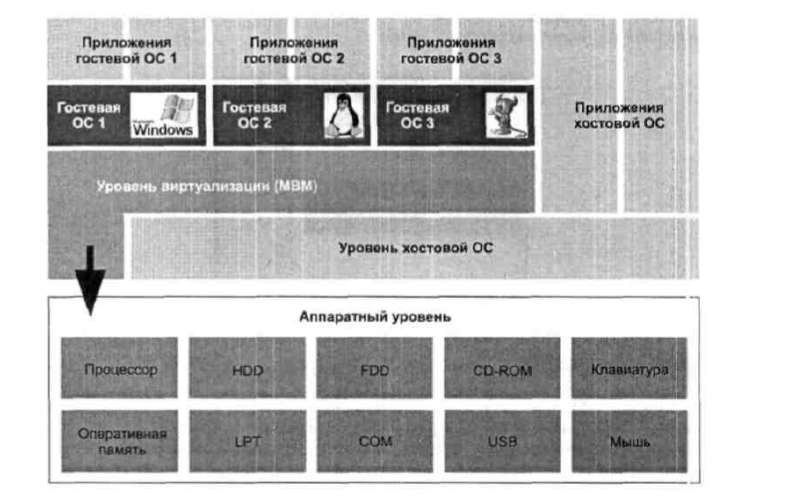 Приложения
гостевой ОС 1
Приложения
гостевой ОС 2
Приложения
гостевой ОС 3
Гостевая
ОС 1
Windows
Гостевая
ОС 2
Гостевая
ОС 3
Приложения
хостовой ОС
Уровень виртуализации (МВМ)
Уровень хостовой ОС
Аппаратный уровень
Процессор
HDD
FDD
CD-ROM
Клавиатура
Оперативная
память
LPT
COM
USB
Мышь